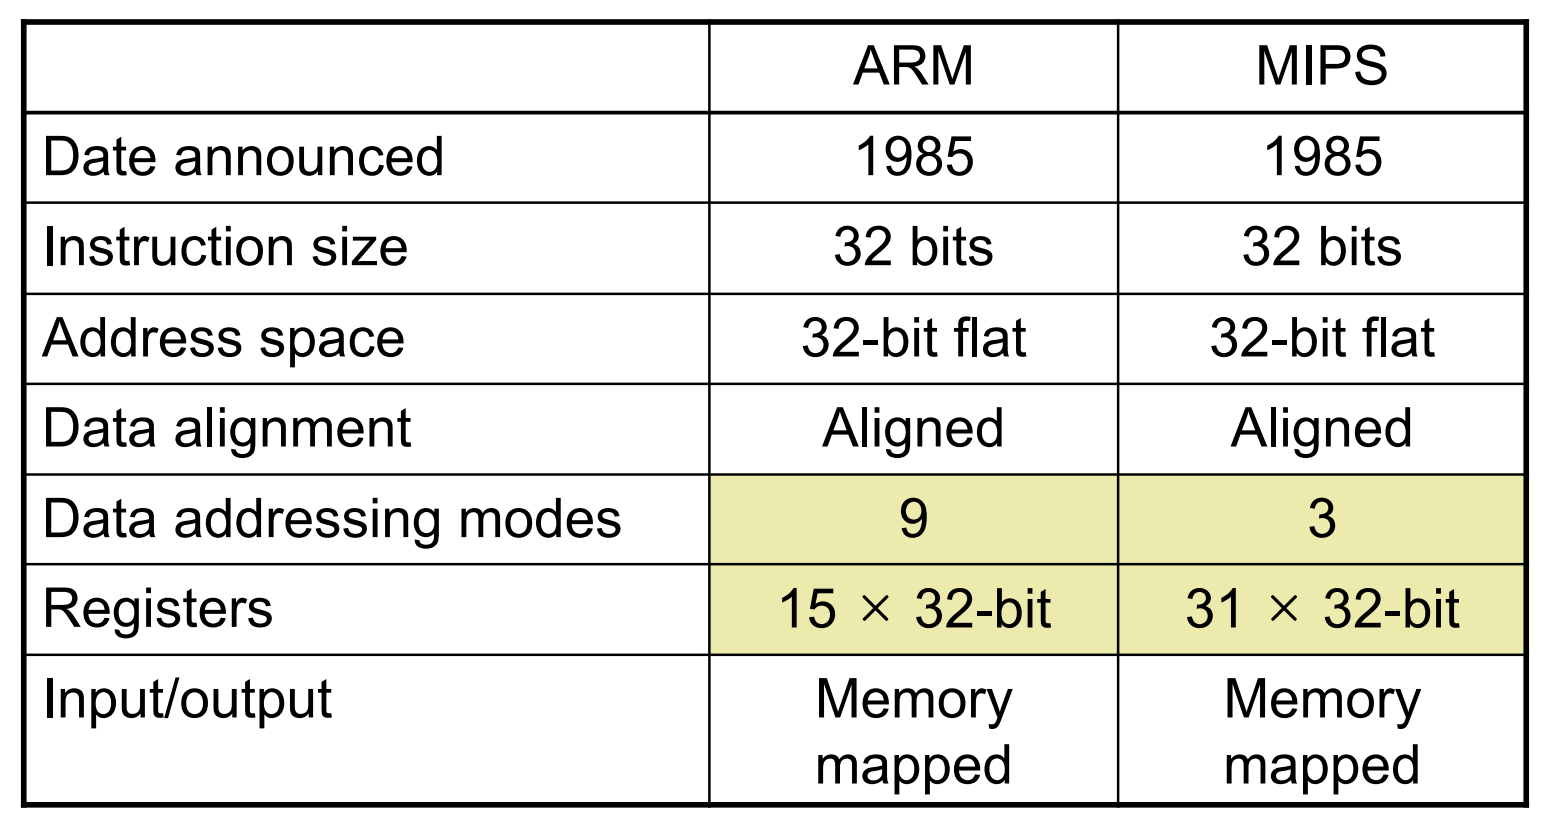 ARM MIPS
Date announced 1985 1985
Instruction size 32 bits 32 bits
Address space 32-bit flat 32-bit flat
Data alignment Aligned Aligned
Data addressing modes 9 3
Registers 15 × 32-bit 31 × 32-bit
Input/output Memory Memory
mapped mapped